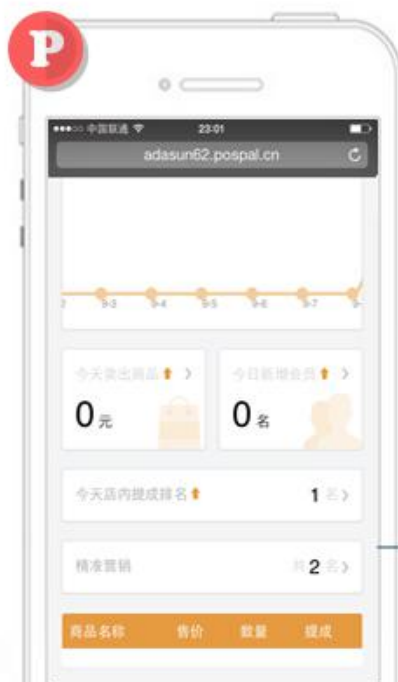 P
中国联通 23:01
adasun62.pospal.cn
9-3 9-4 9-5 9-6 9-7 9-
今天卖出商品 今日新增会员
0元 0名
今天店内提成排名 1名
精准营销 共2名
商品名称 售价 数量 提成